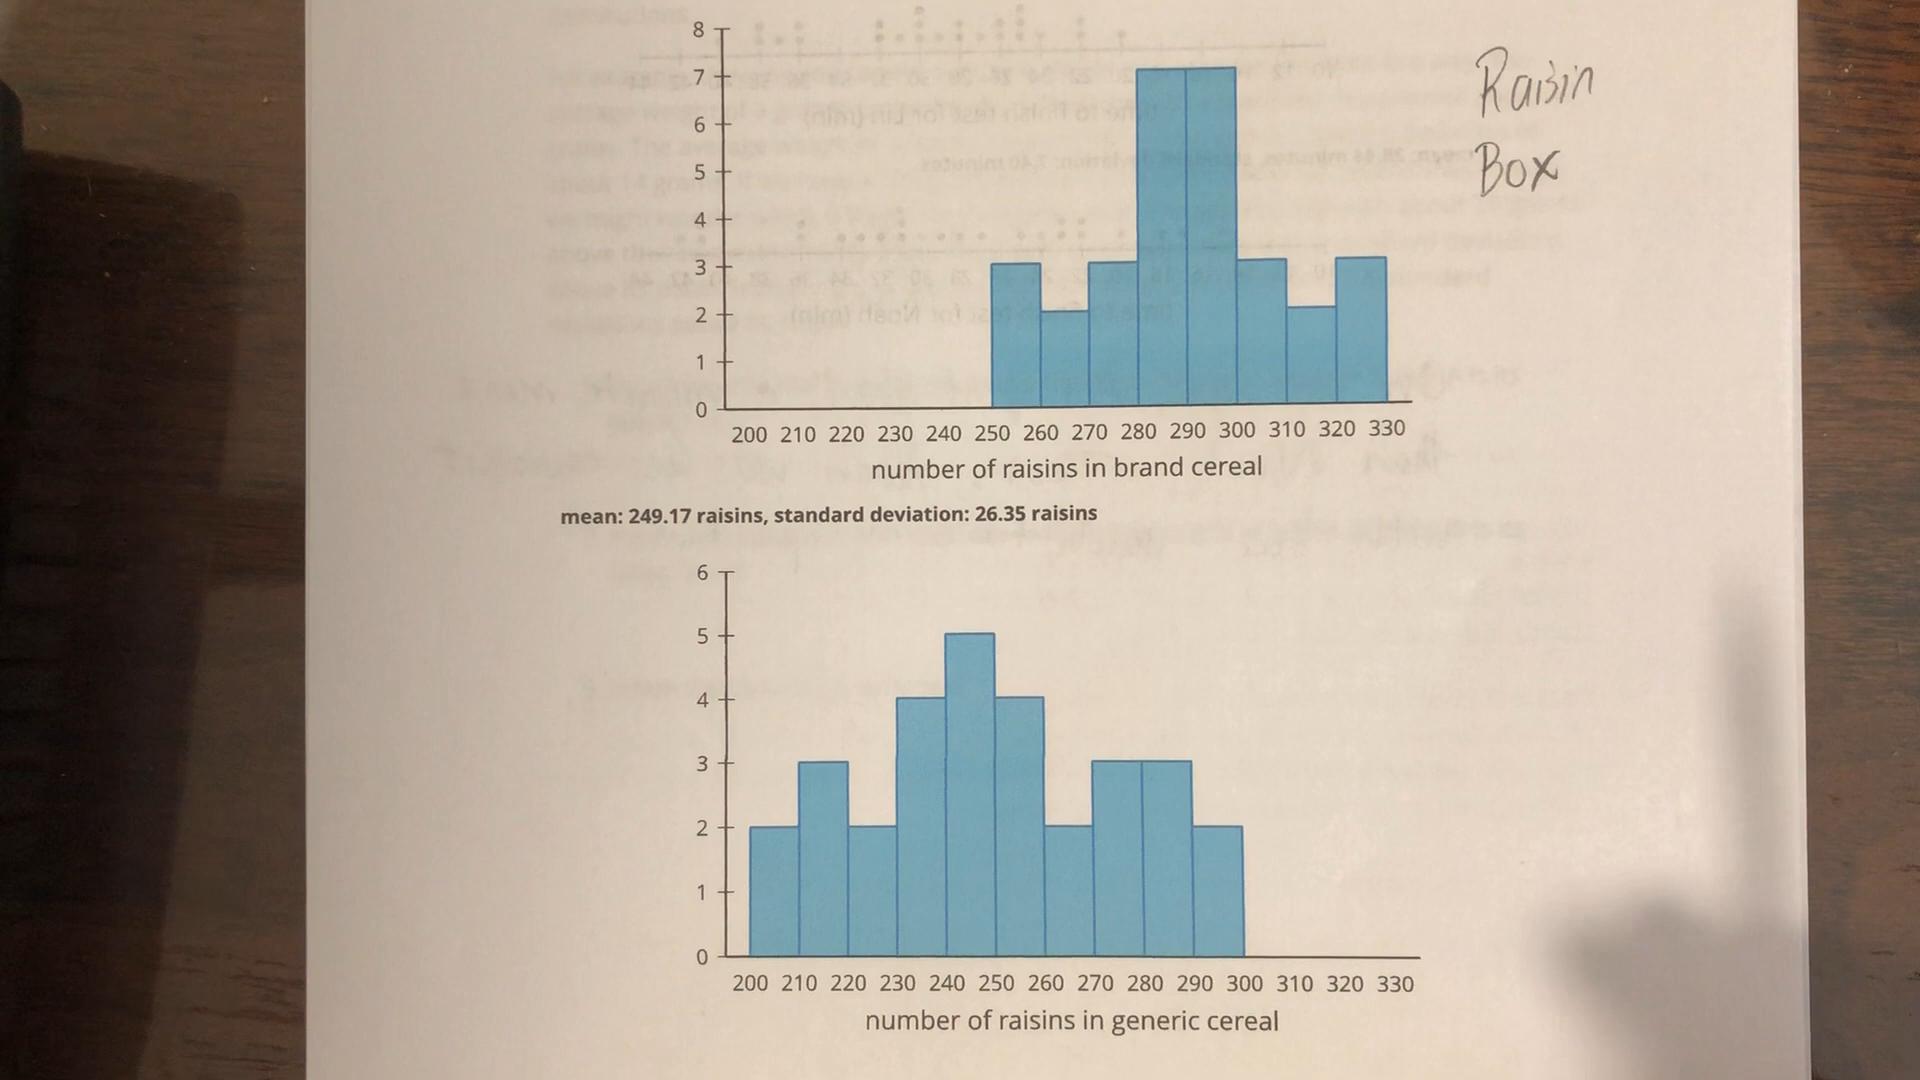 8
7
6
5
4
3
2
1
0
200 210 220 230 240 250 260 270 280 290 300 310 320 330
number of raisins in brand cereal
Raisin
Box
mean: 249.17 raisins, standard deviation: 26.35 raisins
6
5
4
3
2
1
0
200 210 220 230 240 250 260 270 280 290 300 310 320 330
number of raisins in generic cereal